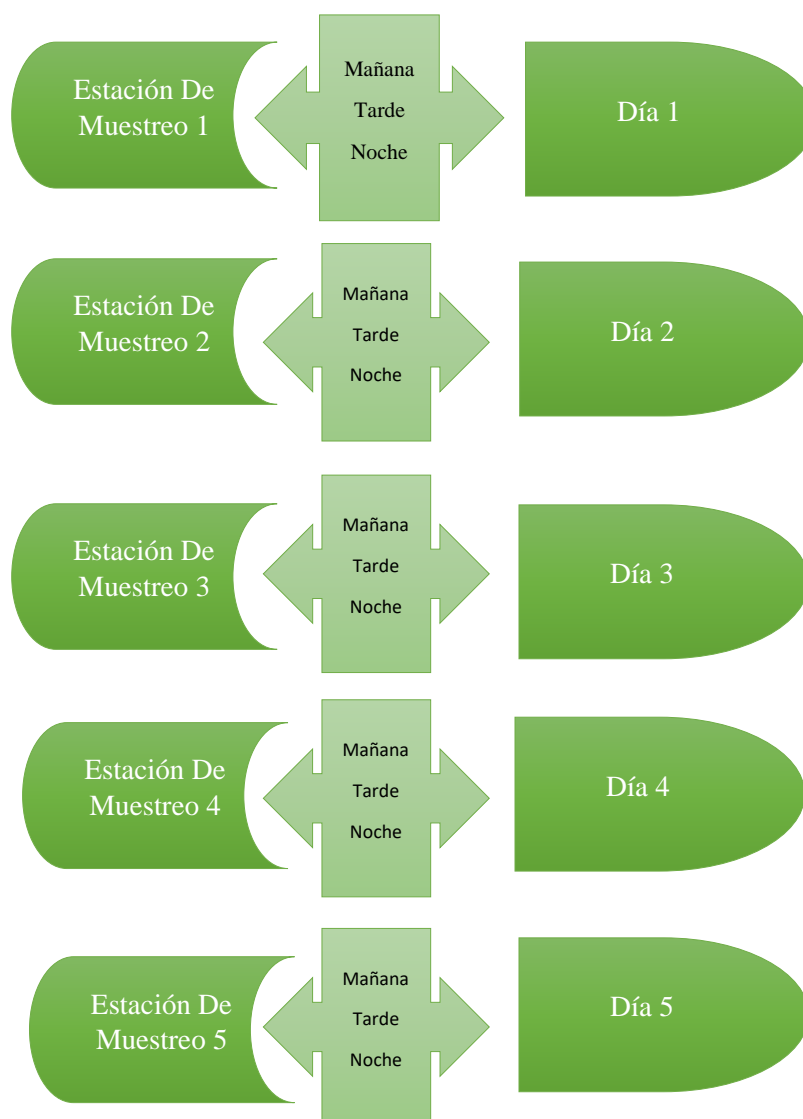 Estación De
Muestreo 1
Mañana
Tarde
Noche
Día 1
Estación De
Muestreo 2
Mañana
Tarde
Noche
Día 2
Estación De
Muestreo 3
Mañana
Tarde
Noche
Día 3
Estación De
Muestreo 4
Mañana
Tarde
Noche
Día 4
Estación De
Muestreo 5
Mañana
Tarde
Noche
Día 5